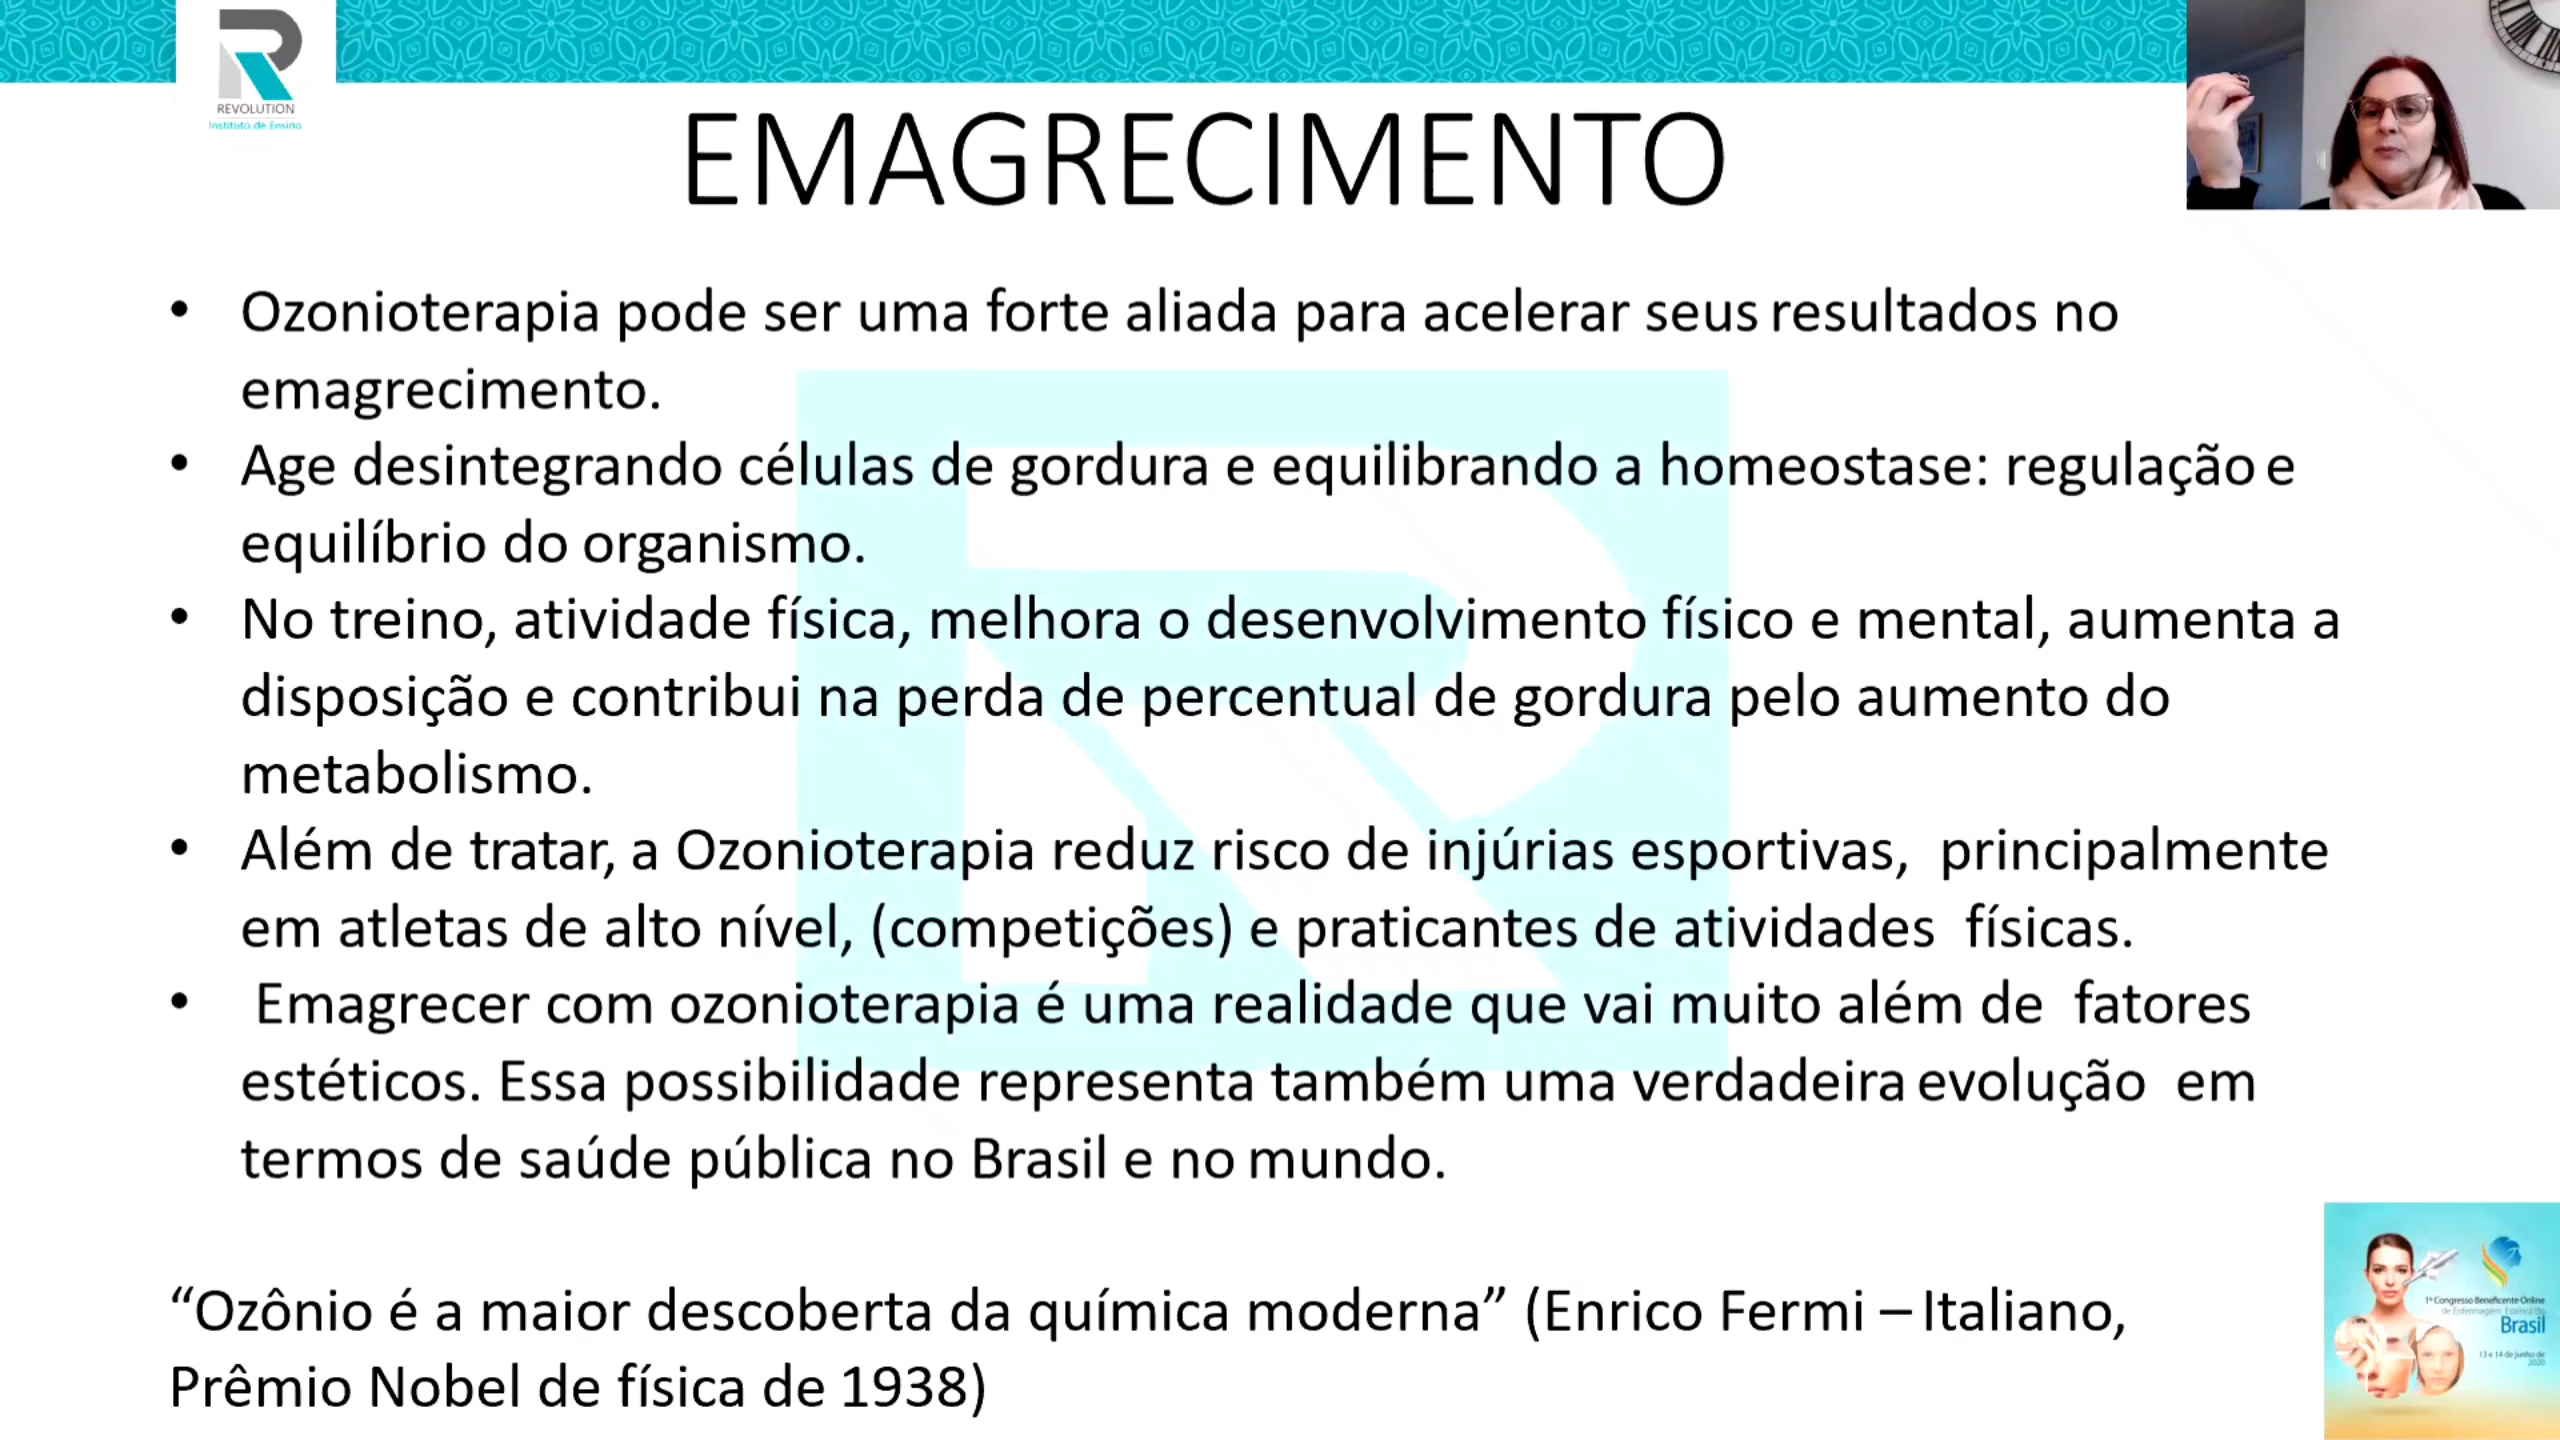 REVOLUTION
Instituto de Ensino
EMAGRECIMENTO
• Ozonioterapia pode ser uma forte aliada para acelerar seus resultados no
emagrecimento.
• Age desintegrando células de gordura e equilibrando a homeostase: regulação e
equilíbrio do organismo.
• No treino, atividade física, melhora o desenvolvimento físico e mental, aumenta a
disposição e contribui na perda de percentual de gordura pelo aumento do
metabolismo.
• Além de tratar, a Ozonioterapia reduz risco de injúrias esportivas, principalmente
em atletas de alto nível, (competições) e praticantes de atividades físicas.
• Emagrecer com ozonioterapia é uma realidade que vai muito além de fatores
estéticos. Essa possibilidade representa também uma verdadeira evolução em
termos de saúde pública no Brasil e no mundo.
“Ozônio é a maior descoberta da química moderna” (Enrico Fermi – Italiano,
Prêmio Nobel de física de 1938)
1º Congresso Beneficente Online
de Enfermagem Estética do
Brasil
13 e 14 de junho de
2020